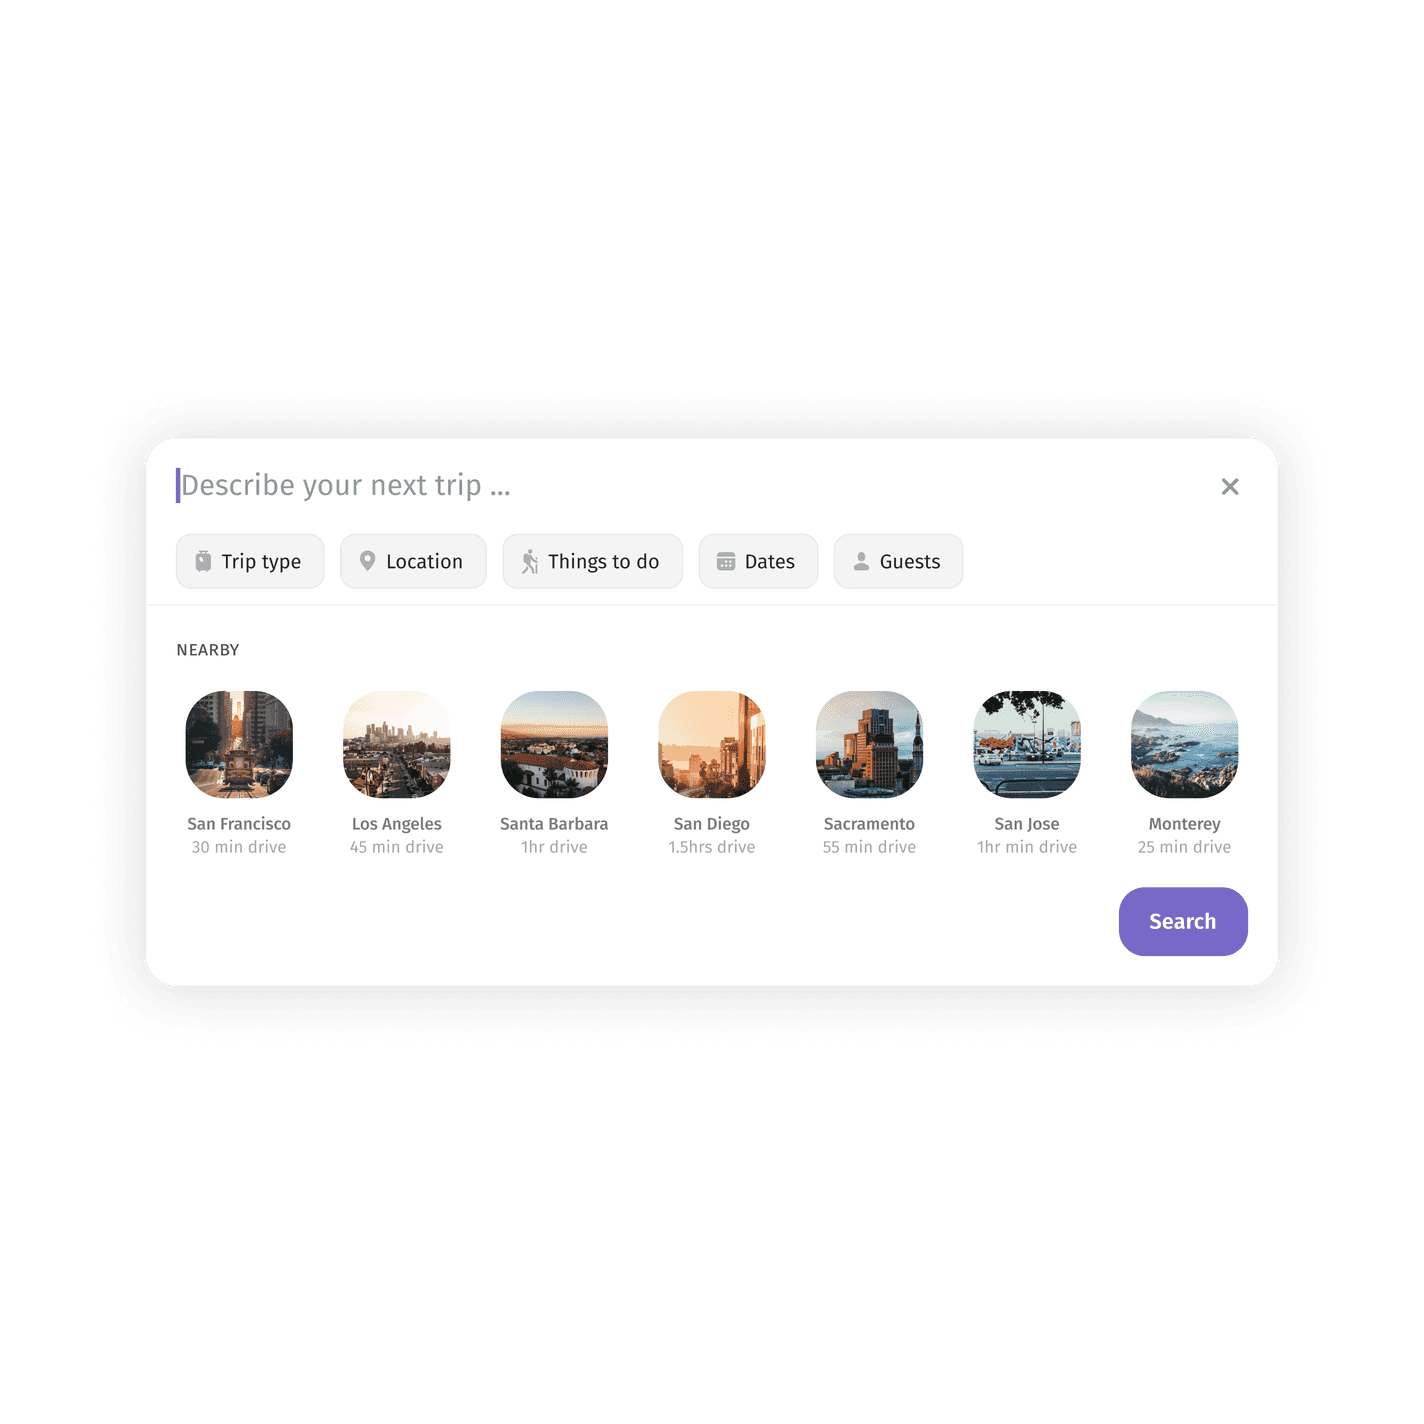 Describe your next trip ...
Trip type
Location
Things to do
Dates
Guests
NEARBY
San Francisco
30 min drive
Los Angeles
45 min drive
Santa Barbara
1hr drive
San Diego
1.5hrs drive
Sacramento
55 min drive
San Jose
1hr min drive
Monterey
25 min drive
Search